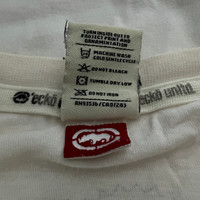 TURN INSIDE OUT TO
PROTECT PRINT AND
ORNAMENTATION
MACHINE WASH
COLD GENTLE CYCLE
DO NOT BLEACH
TUMBLE DRY LOW
DO NOT IRON
ecko unltd
ecko unltd